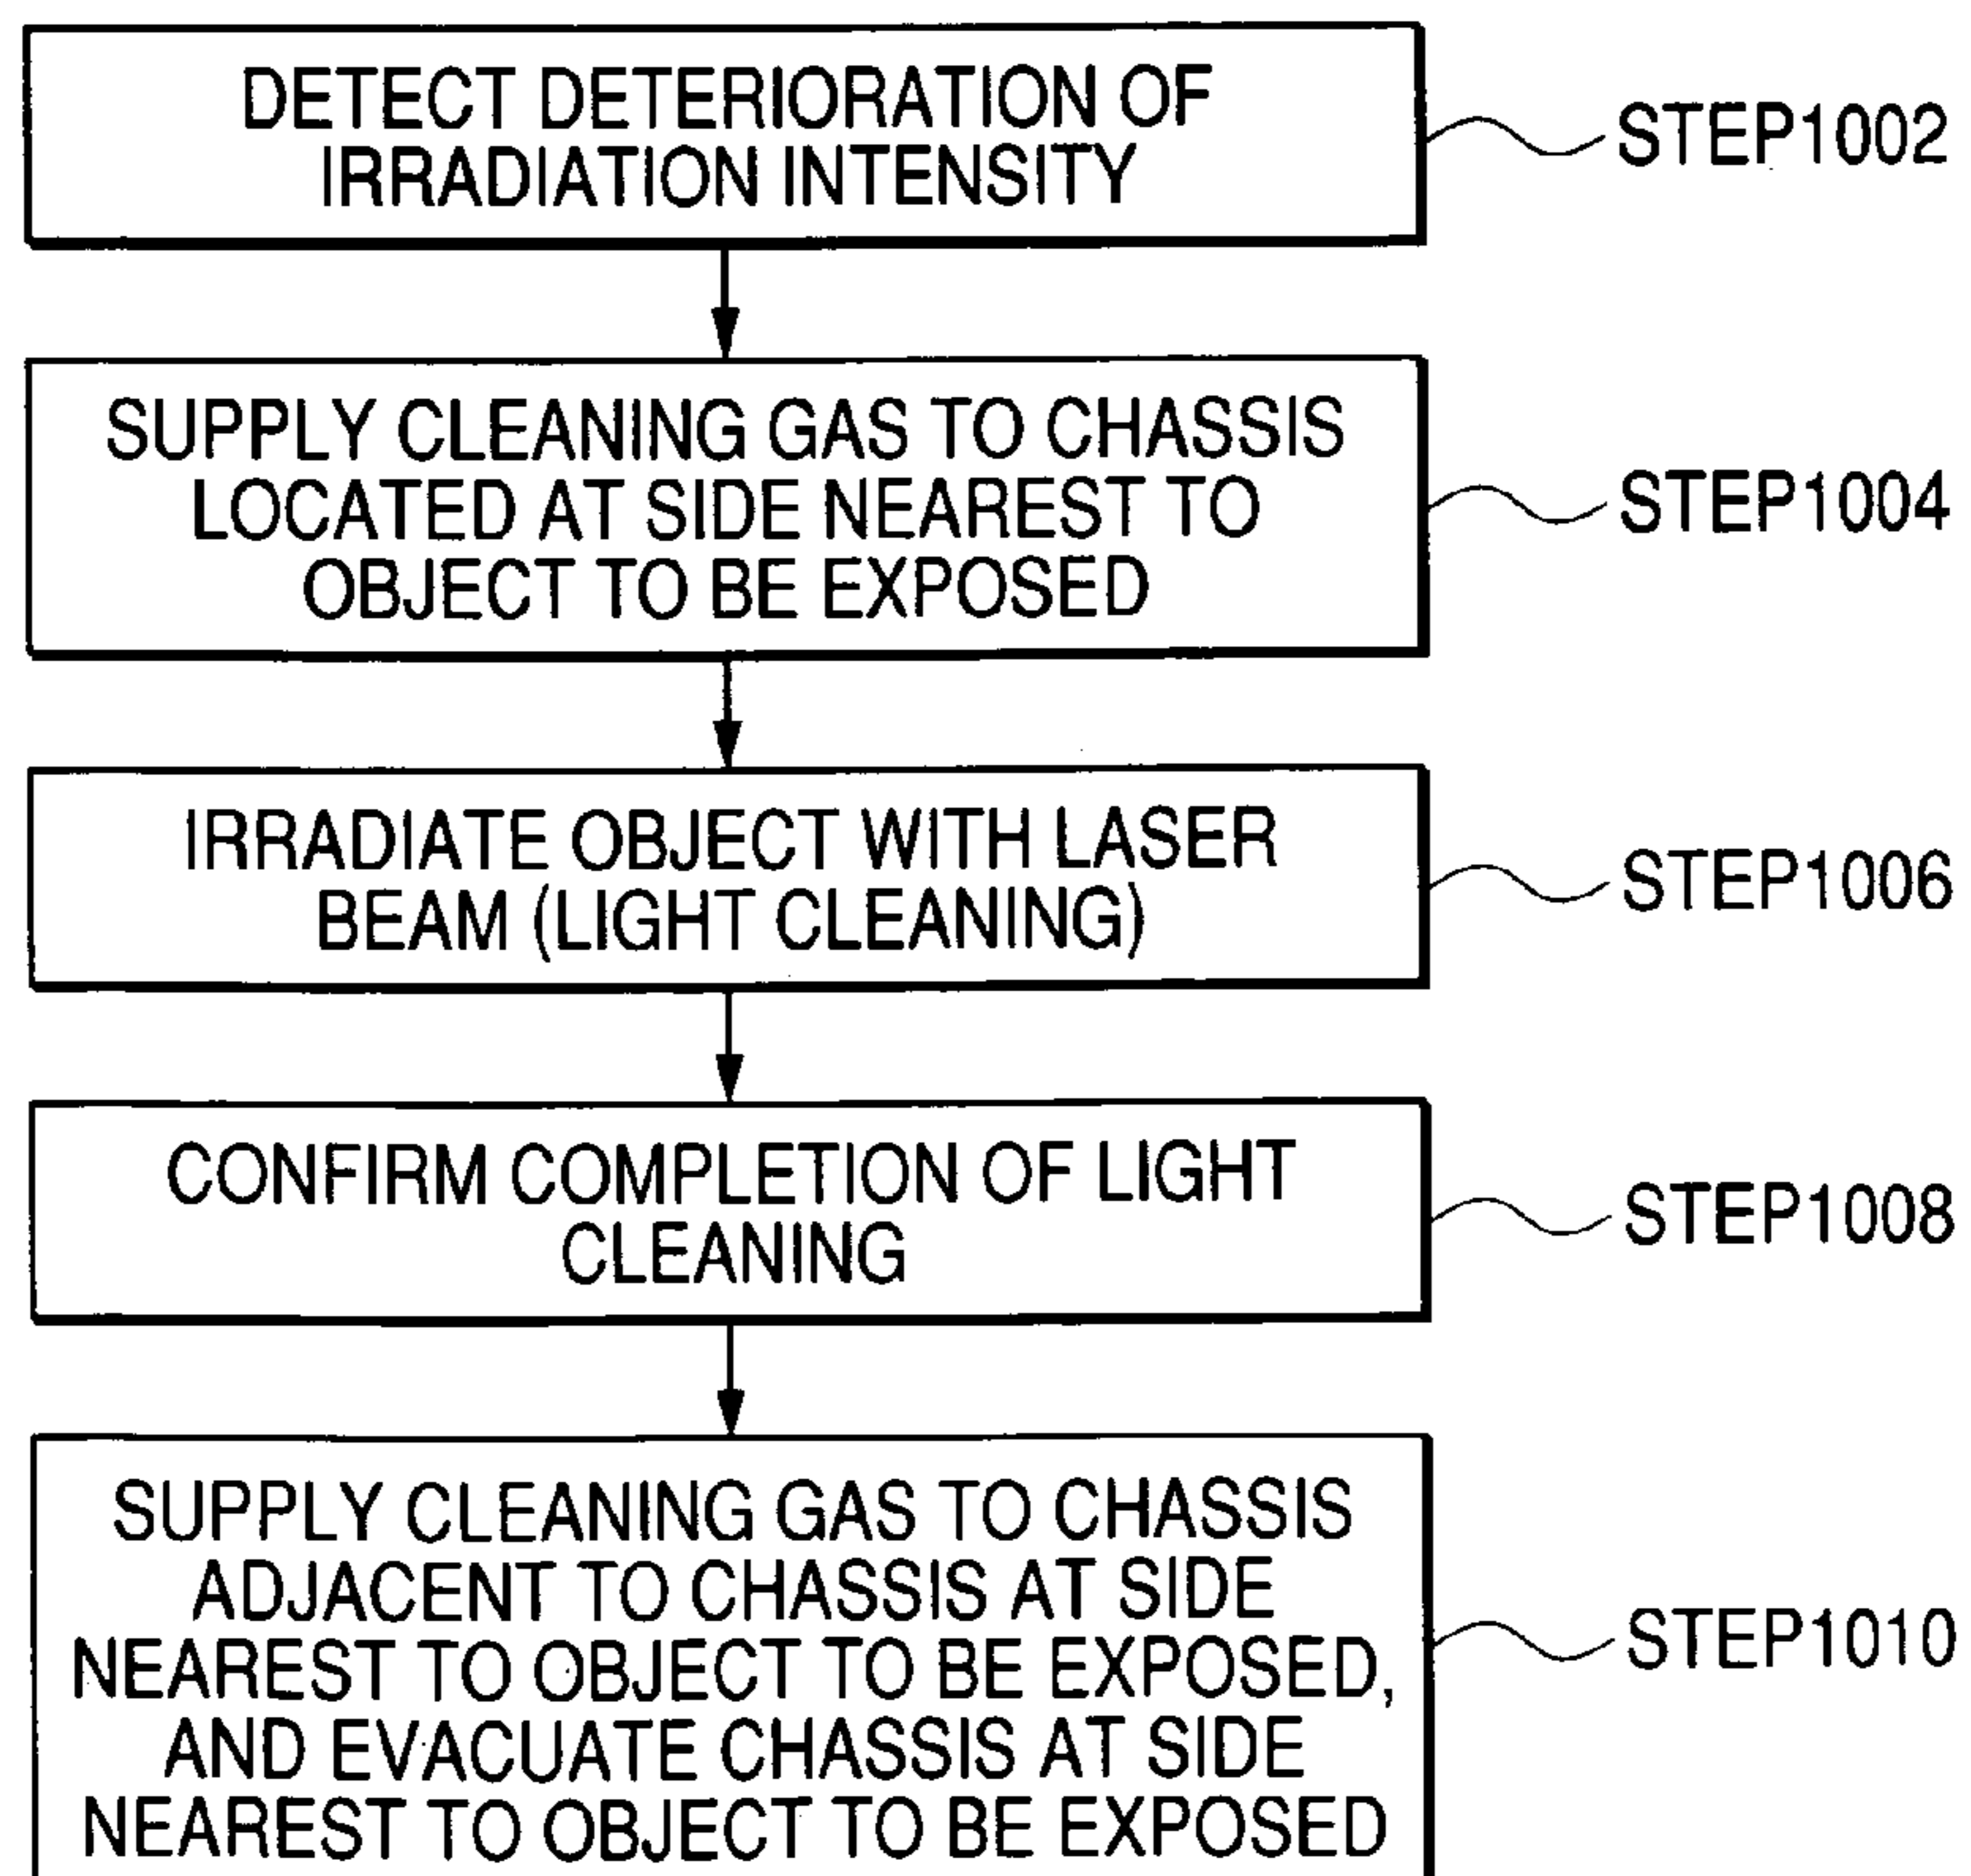 DETECT DETERIORATION OF
IRRADIATION INTENSITY
STEP1002
SUPPLY CLEANING GAS TO CHASSIS
LOCATED AT SIDE NEAREST TO
OBJECT TO BE EXPOSED
STEP1004
IRRADIATE OBJECT WITH LASER
BEAM (LIGHT CLEANING)
STEP1006
CONFIRM COMPLETION OF LIGHT
CLEANING
STEP1008
SUPPLY CLEANING GAS TO CHASSIS
ADJACENT TO CHASSIS AT SIDE
NEAREST TO OBJECT TO BE EXPOSED,
AND EVACUATE CHASSIS AT SIDE
NEAREST TO OBJECT TO BE EXPOSED
STEP1010